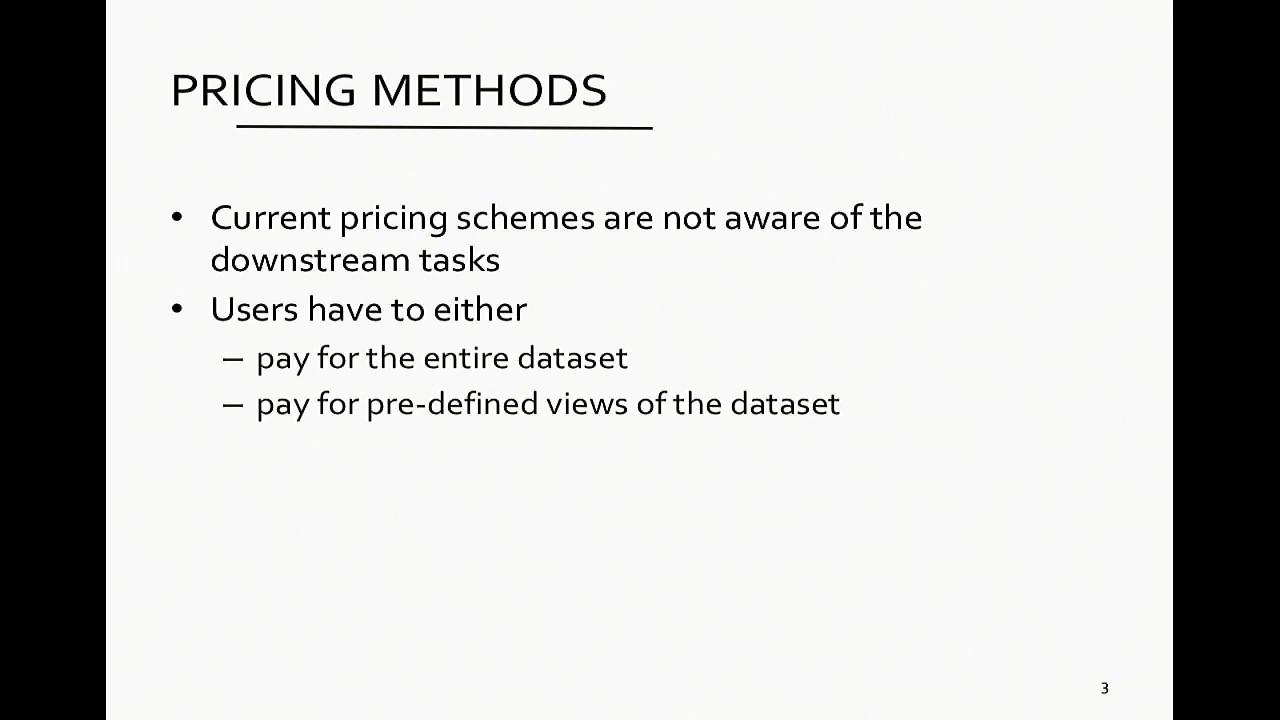 PRICING METHODS
• Current pricing schemes are not aware of the
downstream tasks
• Users have to either
– pay for the entire dataset
– pay for pre-defined views of the dataset
3